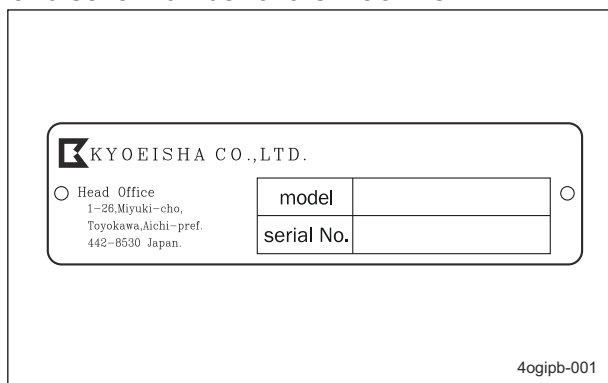 KYOEISHA CO.,LTD.
Head Office
1-26,Miyuki-cho,
Toyokawa,Aichi-pref.
442-8530 Japan.
model
serial No.
4ogipb-001